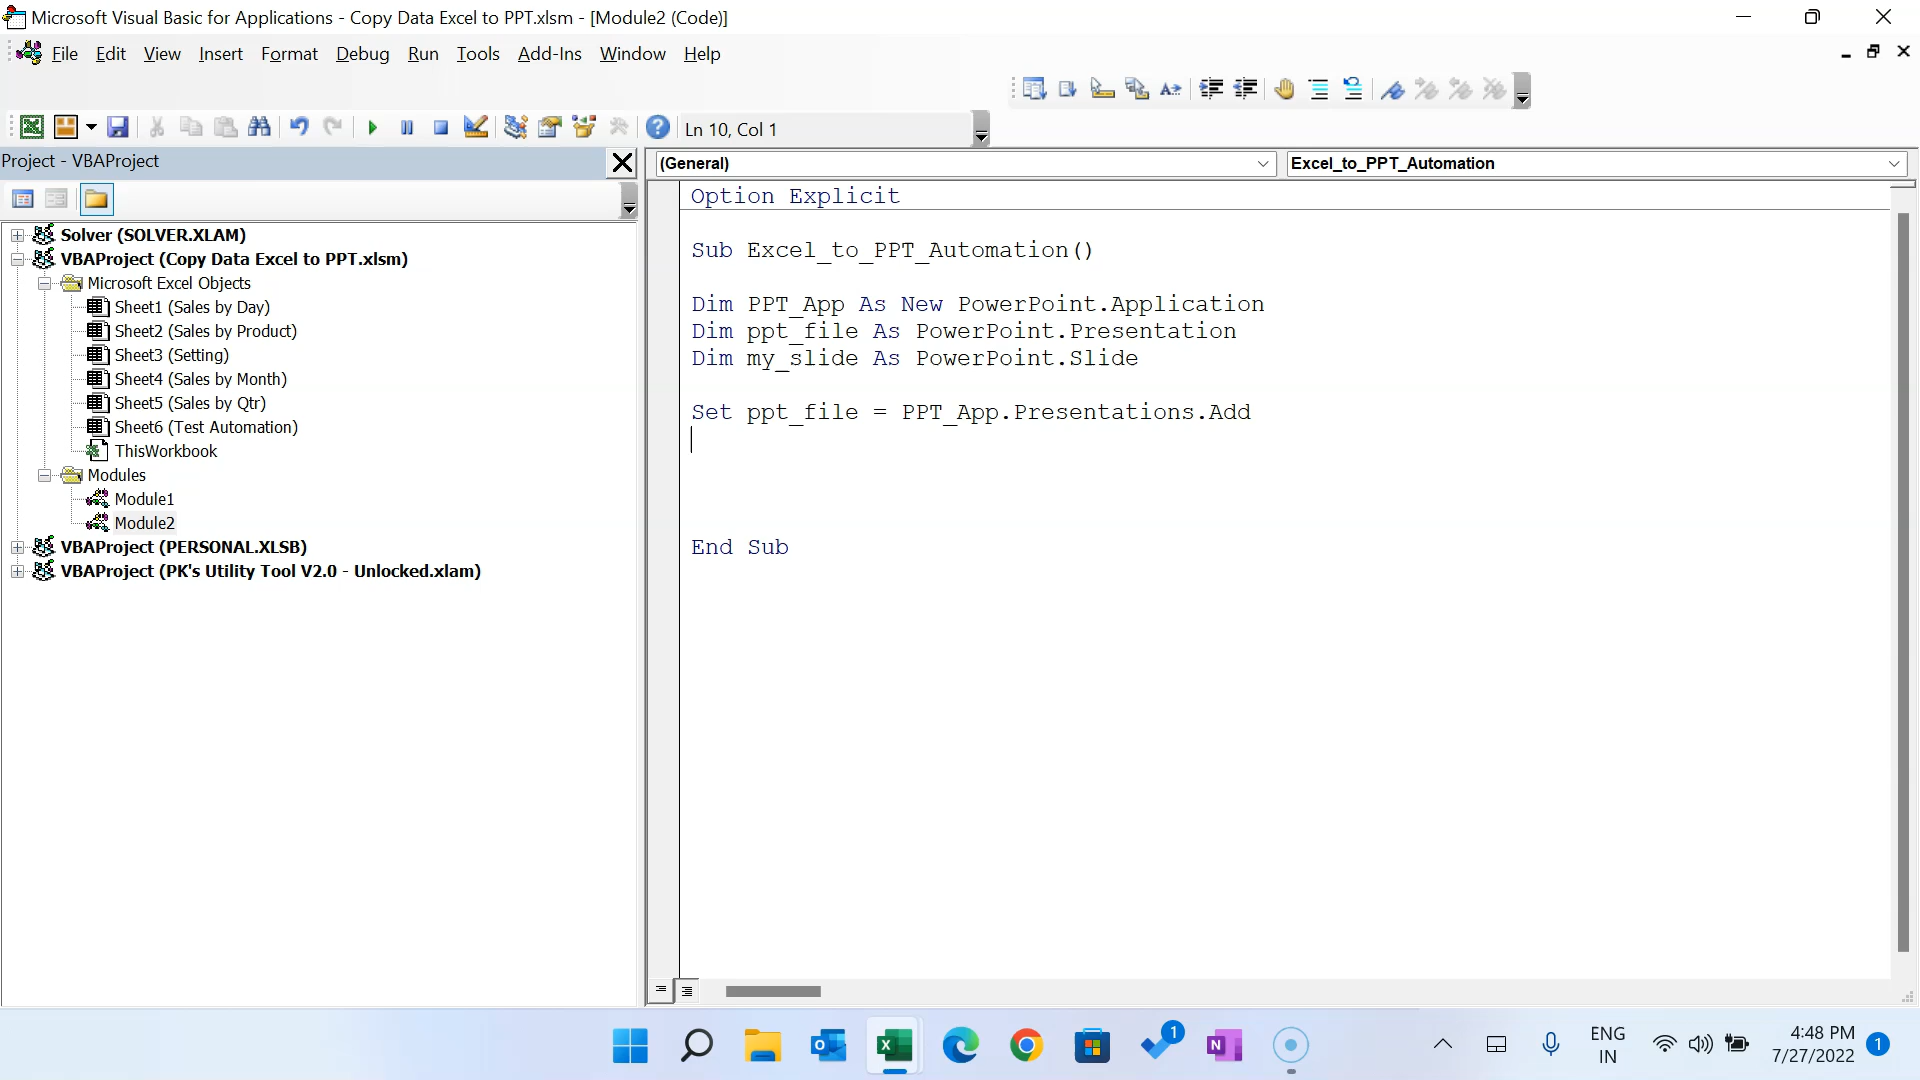 Microsoft Visual Basic for Applications - Copy Data Excel to PPT.xlsm - [Module2 (Code)]
File Edit View Insert Format Debug Run Tools Add-Ins Window Help
Ln 10, Col 1
Project - VBAProject
(General)
Excel_to_PPT_Automation
Solver (SOLVER.XLAM)
VBAProject (Copy Data Excel to PPT.xlsm)
Microsoft Excel Objects
Sheet1 (Sales by Day)
Sheet2 (Sales by Product)
Sheet3 (Setting)
Sheet4 (Sales by Month)
Sheet5 (Sales by Qtr)
Sheet6 (Test Automation)
ThisWorkbook
Modules
Module1
Module2
VBAProject (PERSONAL.XLSB)
VBAProject (PK's Utility Tool V2.0 - Unlocked.xlam)
Option Explicit
Sub Excel_to_PPT_Automation()
Dim PPT_App As New PowerPoint.Application
Dim ppt_file As PowerPoint.Presentation
Dim my_slide As PowerPoint.Slide
Set ppt_file = PPT_App.Presentations.Add
End Sub
1
ENG
IN
4:48 PM
7/27/2022
1